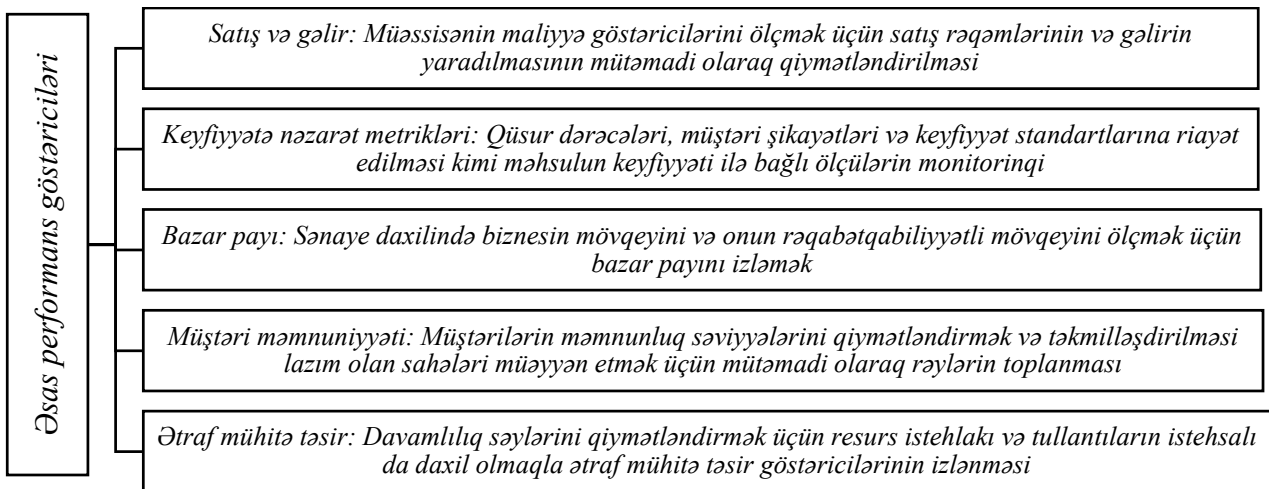 Əsas performans göstəriciləri
Satış və gəlir: Müəssisənin maliyyə göstəricilərini ölçmək üçün satış rəqəmlərinin və gəlirin
yaradılmasının mütəmadi olaraq qiymətləndirilməsi
Keyfiyyətə nəzarət metrikləri: Qüsur dərəcələri, müştəri şikayətləri və keyfiyyət standartlarına riayət
edilməsi kimi məhsulun keyfiyyəti ilə bağlı ölçülərin monitorinqi
Bazar payı: Sənaye daxilində biznesin mövqeyini və onun rəqabətqabiliyyətli mövqeyini ölçmək üçün
bazar payını izləmək
Müştəri məmnuniyyəti: Müştərilərin məmnunluq səviyyələrini qiymətləndirmək və təkmilləşdirilməsi
lazım olan sahələri müəyyən etmək üçün mütəmadi olaraq rəylərin toplanması
Ətraf mühitə təsir: Davamlılıq səylərini qiymətləndirmək üçün resurs istehlakı və tullantıların istehsalı
da daxil olmaqla ətraf mühitə təsir göstəricilərinin izlənməsi